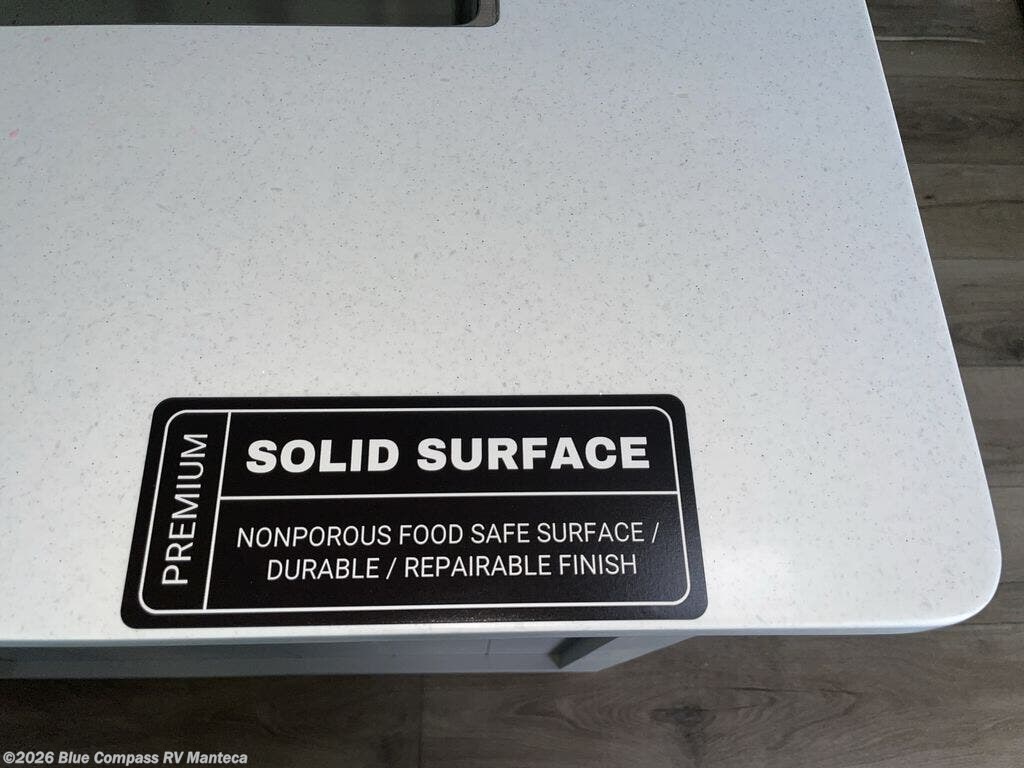 PREMIUM
SOLID SURFACE
NONPOROUS FOOD SAFE SURFACE /
DURABLE / REPAIRABLE FINISH
©2026 Blue Compass RV Manteca